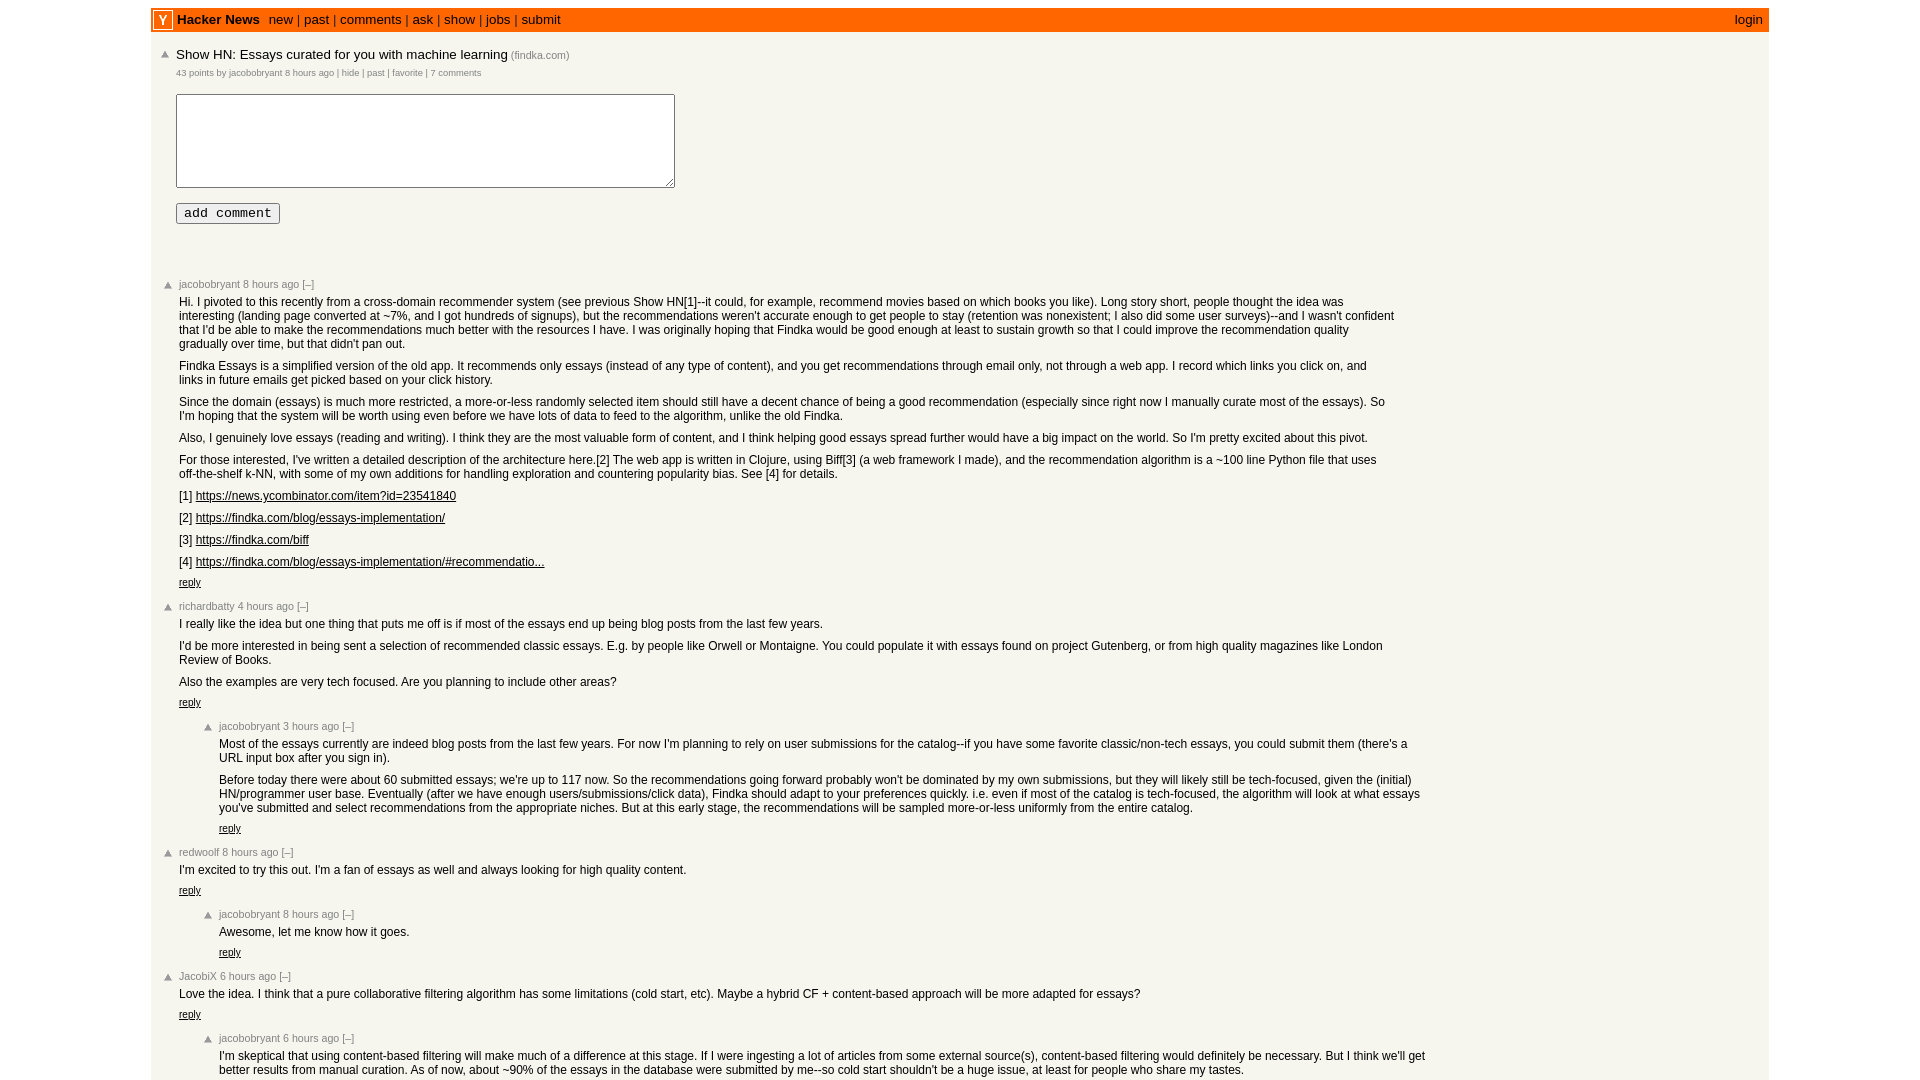 Y Hacker News new | past | comments | ask | show | jobs | submit login
Show HN: Essays curated for you with machine learning (findka.com)
43 points by jacobobryant 8 hours ago | hide | past | favorite | 7 comments
add comment
jacobobryant 8 hours ago [–]
Hi. I pivoted to this recently from a cross-domain recommender system (see previous Show HN[1]--it could, for example, recommend movies based on which books you like). Long story short, people thought the idea was
interesting (landing page converted at ~7%, and I got hundreds of signups), but the recommendations weren't accurate enough to get people to stay (retention was nonexistent; I also did some user surveys)--and I wasn't confident
that I'd be able to make the recommendations much better with the resources I have. I was originally hoping that Findka would be good enough at least to sustain growth so that I could improve the recommendation quality
gradually over time, but that didn't pan out.
Findka Essays is a simplified version of the old app. It recommends only essays (instead of any type of content), and you get recommendations through email only, not through a web app. I record which links you click on, and
links in future emails get picked based on your click history.
Since the domain (essays) is much more restricted, a more-or-less randomly selected item should still have a decent chance of being a good recommendation (especially since right now I manually curate most of the essays). So
I'm hoping that the system will be worth using even before we have lots of data to feed to the algorithm, unlike the old Findka.
Also, I genuinely love essays (reading and writing). I think they are the most valuable form of content, and I think helping good essays spread further would have a big impact on the world. So I'm pretty excited about this pivot.
For those interested, I've written a detailed description of the architecture here.[2] The web app is written in Clojure, using Biff[3] (a web framework I made), and the recommendation algorithm is a ~100 line Python file that uses
off-the-shelf k-NN, with some of my own additions for handling exploration and countering popularity bias. See [4] for details.
[1] https://news.ycombinator.com/item?id=23541840
[2] https://findka.com/blog/essays-implementation/
[3] https://findka.com/biff
[4] https://findka.com/blog/essays-implementation/#recommendatio...
reply
richardbatty 4 hours ago [–]
I really like the idea but one thing that puts me off is if most of the essays end up being blog posts from the last few years.
I'd be more interested in being sent a selection of recommended classic essays. E.g. by people like Orwell or Montaigne. You could populate it with essays found on project Gutenberg, or from high quality magazines like London
Review of Books.
Also the examples are very tech focused. Are you planning to include other areas?
reply
jacobobryant 3 hours ago [–]
Most of the essays currently are indeed blog posts from the last few years. For now I'm planning to rely on user submissions for the catalog--if you have some favorite classic/non-tech essays, you could submit them (there's a
URL input box after you sign in).
Before today there were about 60 submitted essays; we're up to 117 now. So the recommendations going forward probably won't be dominated by my own submissions, but they will likely still be tech-focused, given the (initial)
HN/programmer user base. Eventually (after we have enough users/submissions/click data), Findka should adapt to your preferences quickly. i.e. even if most of the catalog is tech-focused, the algorithm will look at what essays
you've submitted and select recommendations from the appropriate niches. But at this early stage, the recommendations will be sampled more-or-less uniformly from the entire catalog.
reply
redwoolf 8 hours ago [–]
I'm excited to try this out. I'm a fan of essays as well and always looking for high quality content.
reply
jacobobryant 8 hours ago [–]
Awesome, let me know how it goes.
reply
JacobiX 6 hours ago [–]
Love the idea. I think that a pure collaborative filtering algorithm has some limitations (cold start, etc). Maybe a hybrid CF + content-based approach will be more adapted for essays?
reply
jacobobryant 6 hours ago [–]
I'm skeptical that using content-based filtering will make much of a difference at this stage. If I were ingesting a lot of articles from some external source(s), content-based filtering would definitely be necessary. But I think we'll get
better results from manual curation. As of now, about ~90% of the essays in the database were submitted by me--so cold start shouldn't be a huge issue, at least for people who share my tastes.